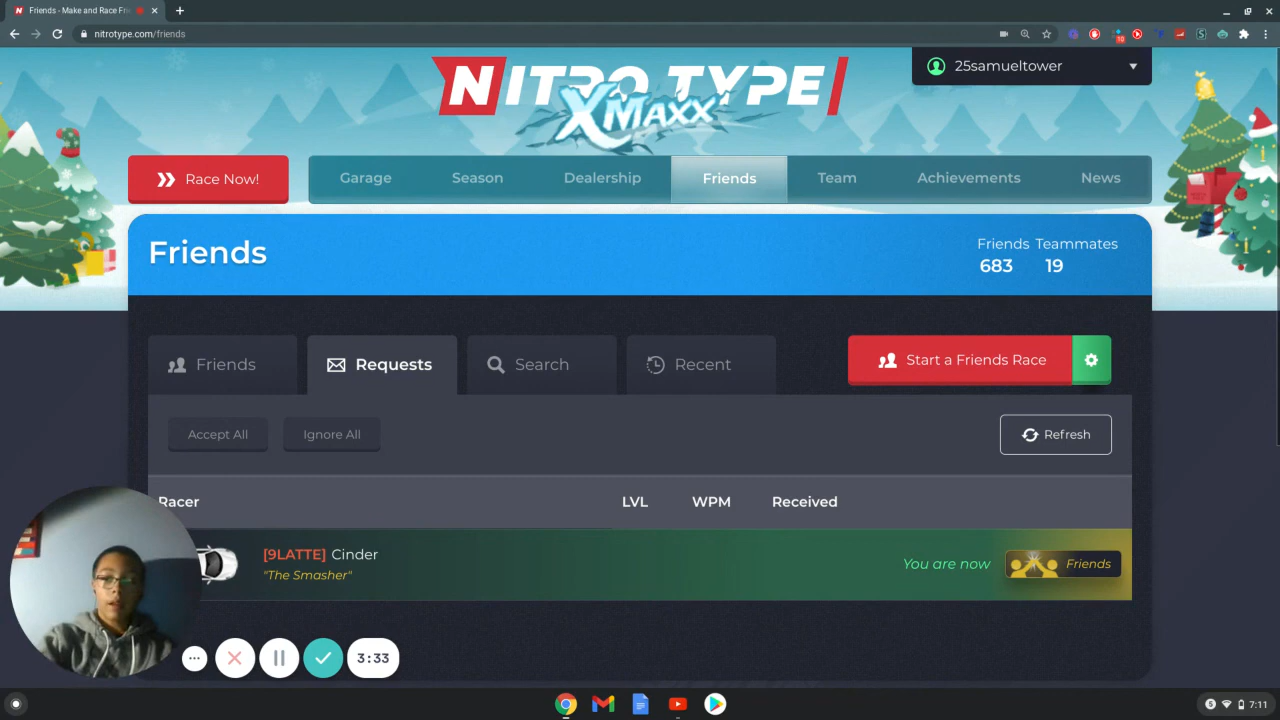 Friends - Make and Race Frie
nitrotype.com/friends
10
NITRO TYPE
XMAXX
25samueltower
Race Now!
Garage
Season
Dealership
Friends
Team
Achievements
News
Friends
Friends Teammates
683 19
Friends
Requests
Search
Recent
Start a Friends Race
Accept All
Ignore All
Refresh
Racer
LVL
WPM
Received
[9LATTE] Cinder
"The Smasher"
You are now
Friends
3:33
7:11